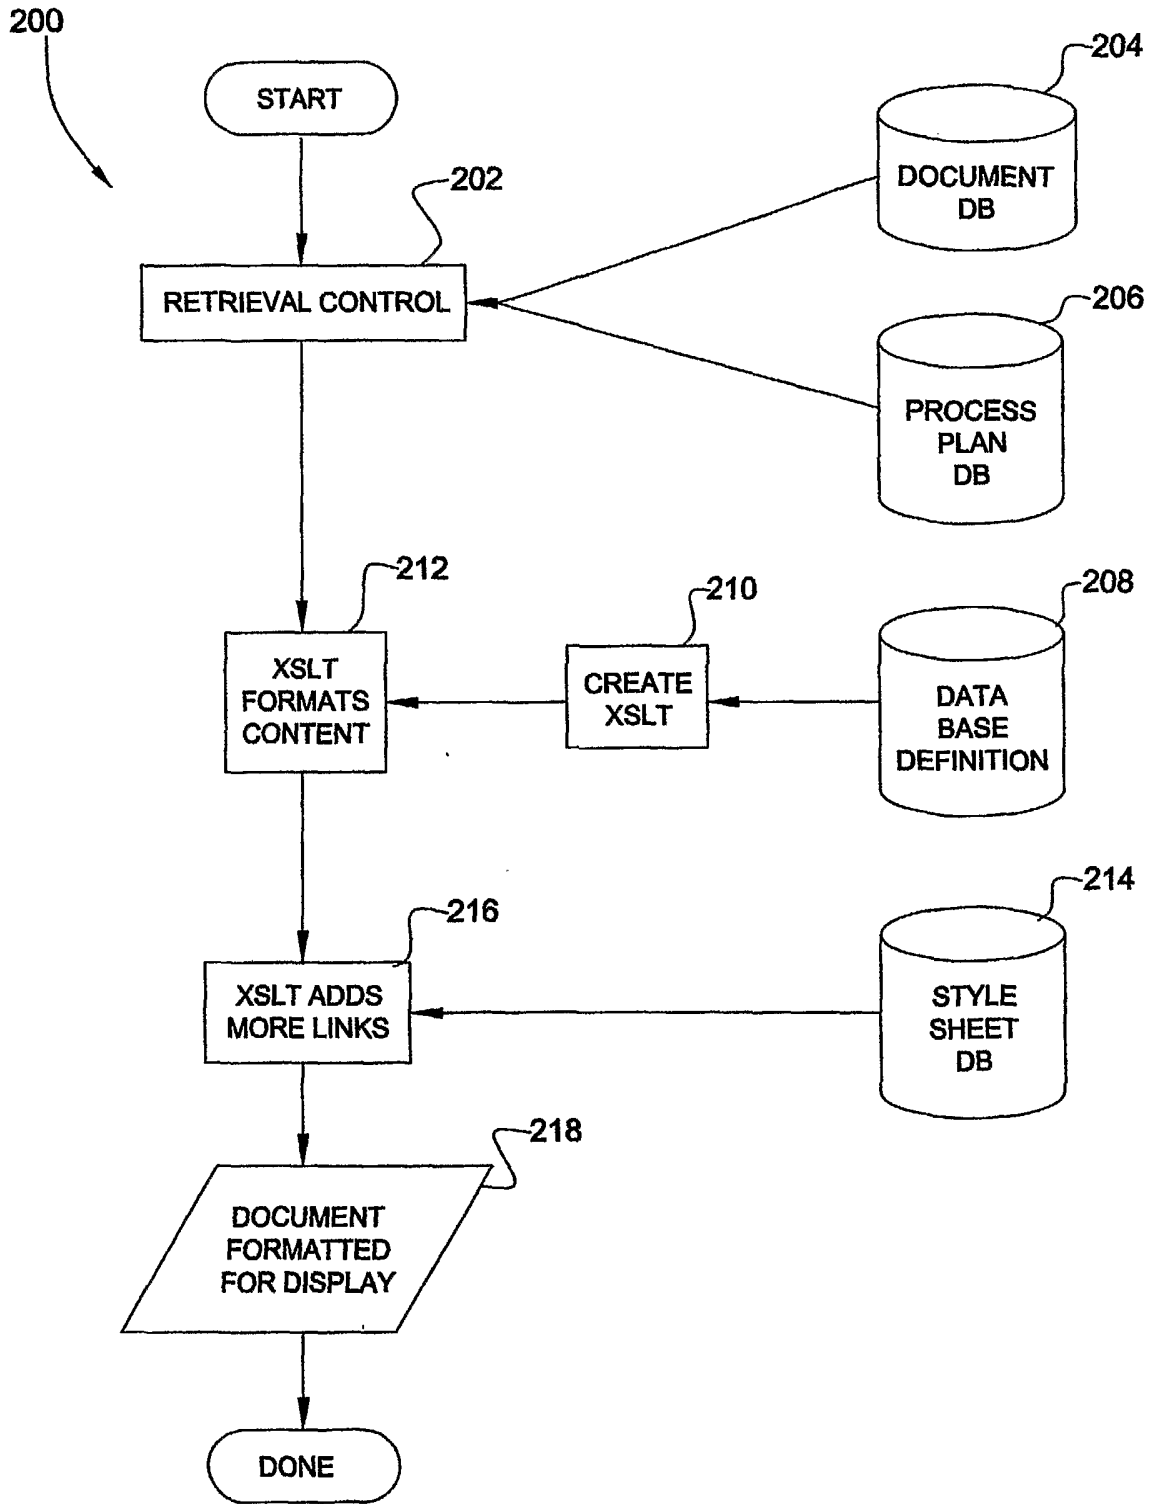 200
START
204
DOCUMENT
DB
202
RETRIEVAL CONTROL
206
PROCESS
PLAN
DB
212
XSLT
FORMATS
CONTENT
210
CREATE
XSLT
208
DATA
BASE
DEFINITION
216
XSLT ADDS
MORE LINKS
214
STYLE
SHEET
DB
218
DOCUMENT
FORMATTED
FOR DISPLAY
DONE